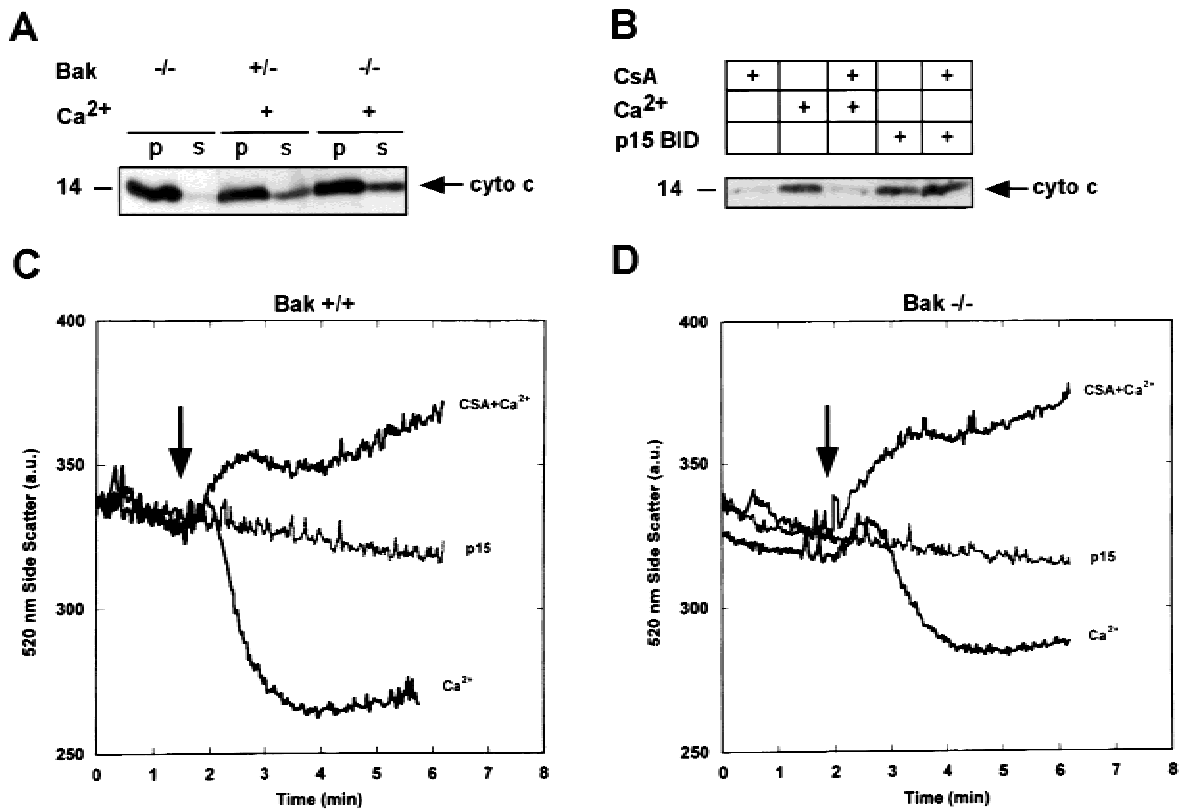 A
Bak -/- +/- -/-
Ca2+ + +
p s p s p s
14 cyto c
B
CsA + + +
Ca2+ + +
p15 BID + +
14 cyto c
C
Bak +/+
400
350
300
250
520 nm Side Scatter (a.u.)
CSA+Ca2+
p15
Ca2+
0 1 2 3 4 5 6 7 8
Time (min)
D
Bak -/-
400
350
300
250
520 nm Side Scatter (a.u.)
CSA+Ca2+
p15
Ca2+
0 1 2 3 4 5 6 7 8
Time (min)